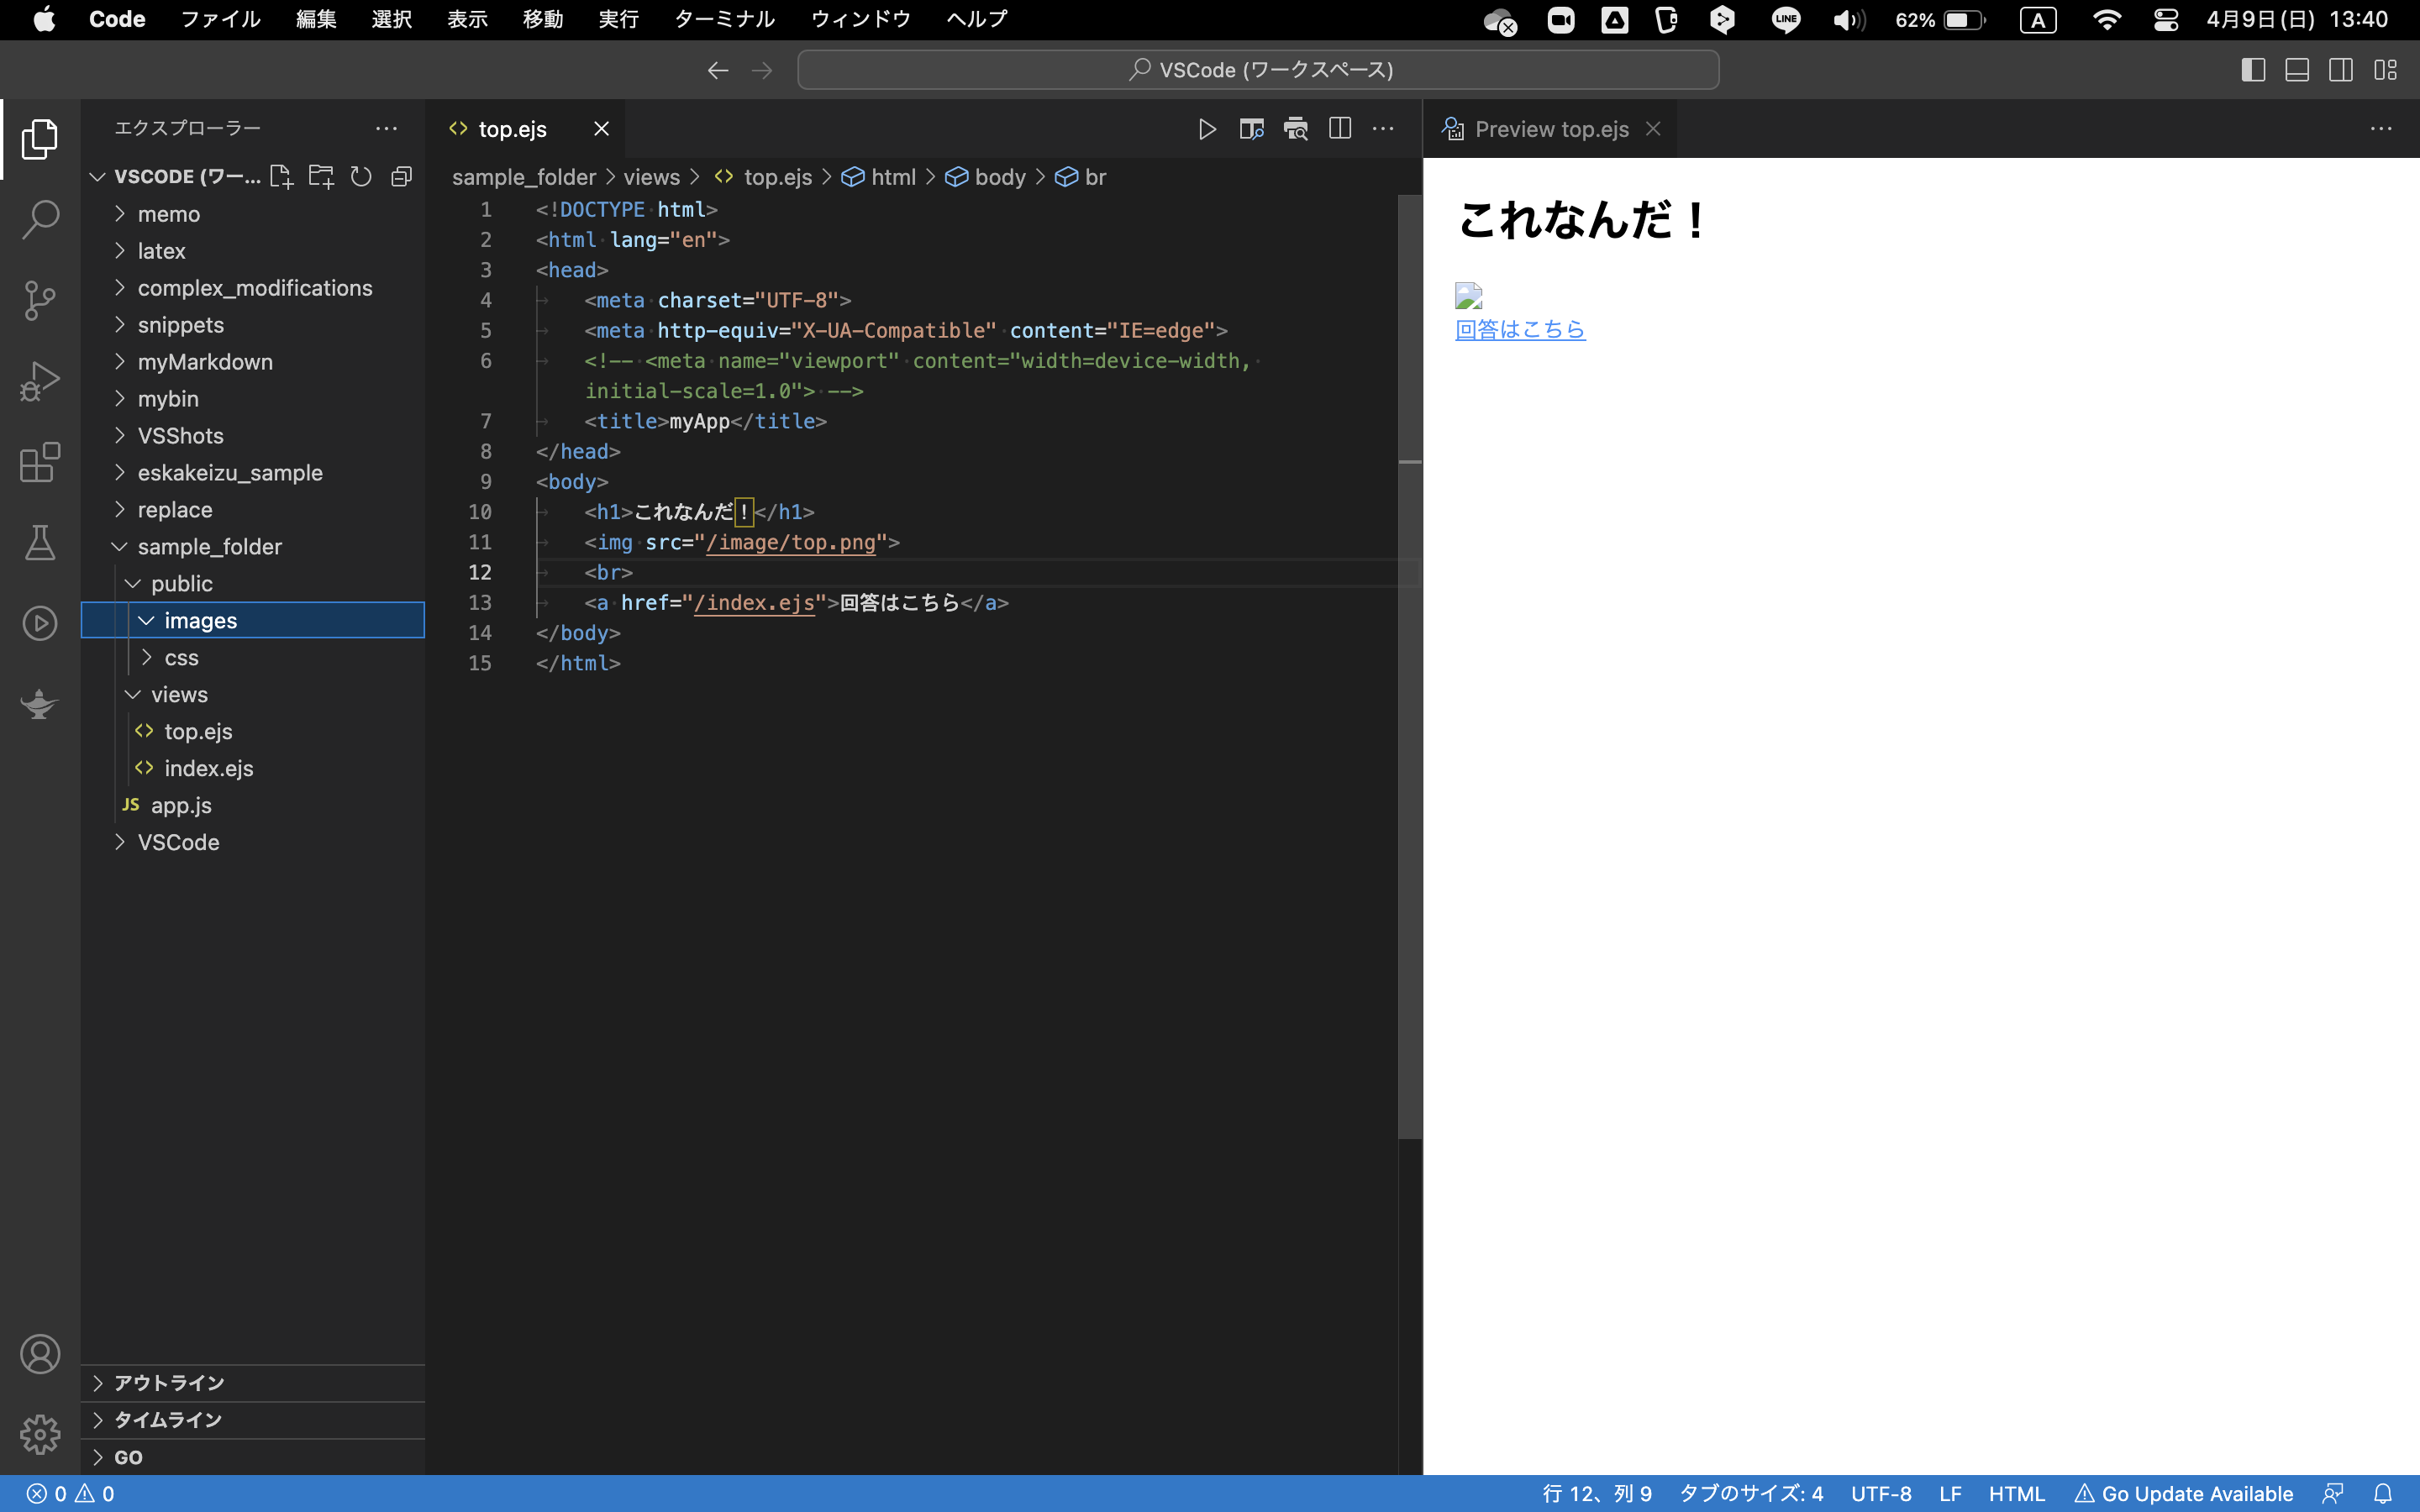 Code ファイル 編集 選択 表示 移動 実行 ターミナル ウィンドウ ヘルプ LINE 62% A 4月9日(日) 13:40
VSCode (ワークスペース)
エクスプローラー
VSCODE (ワー...
memo
latex
complex_modifications
snippets
myMarkdown
mybin
VSShots
eskakeizu_sample
replace
sample_folder
public
images
css
views
top.ejs
index.ejs
JS app.js
VSCode
アウトライン
タイムライン
GO
top.ejs
sample_folder > views > top.ejs > html > body > br
1 <!DOCTYPE html>
2 <html lang="en">
3 <head>
4 <meta charset="UTF-8">
5 <meta http-equiv="X-UA-Compatible" content="IE=edge">
6 <!-- <meta name="viewport" content="width=device-width,
initial-scale=1.0"> -->
7 <title>myApp</title>
8 </head>
9 <body>
10 <h1>これなんだ！</h1>
11 <img src="/image/top.png">
12 <br>
13 <a href="/index.ejs">回答はこちら</a>
14 </body>
15 </html>
Preview top.ejs
これなんだ！
回答はこちら
0 0 行 12、列 9 タブのサイズ: 4 UTF-8 LF HTML Go Update Available